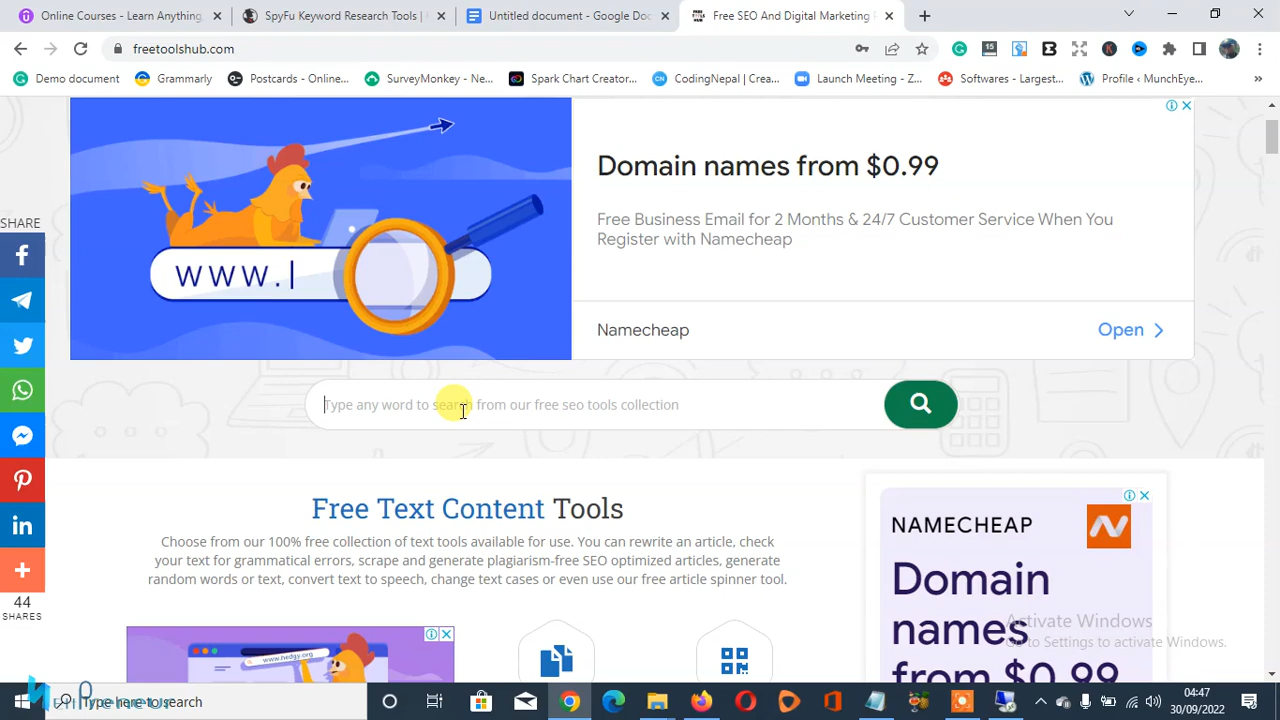 Online Courses - Learn Anything,
SpyFu Keyword Research Tools |
Untitled document - Google Do
Free SEO And Digital Marketing
freetoolshub.com
15
Demo document
Grammarly
Postcards - Online...
SurveyMonkey - Ne...
Spark Chart Creator...
CodingNepal | Crea...
Launch Meeting - Z...
Softwares - Largest...
Profile ‹ MunchEye...
»
WWW.
Domain names from $0.99
Free Business Email for 2 Months & 24/7 Customer Service When You
Register with Namecheap
Namecheap
Open
SHARE
Type any word to search from our free seo tools collection
Free Text Content Tools
Choose from our 100% free collection of text tools available for use. You can rewrite an article, check
your text for grammatical errors, scrape and generate plagiarism-free SEO optimized articles, generate
random words or text, convert text to speech, change text cases or even use our free article spinner tool.
44
SHARES
NAMECHEAP
Domain
names
from $0.99
Activate Windows
Go to Settings to activate Windows.
Type here to search
04:47
30/09/2022